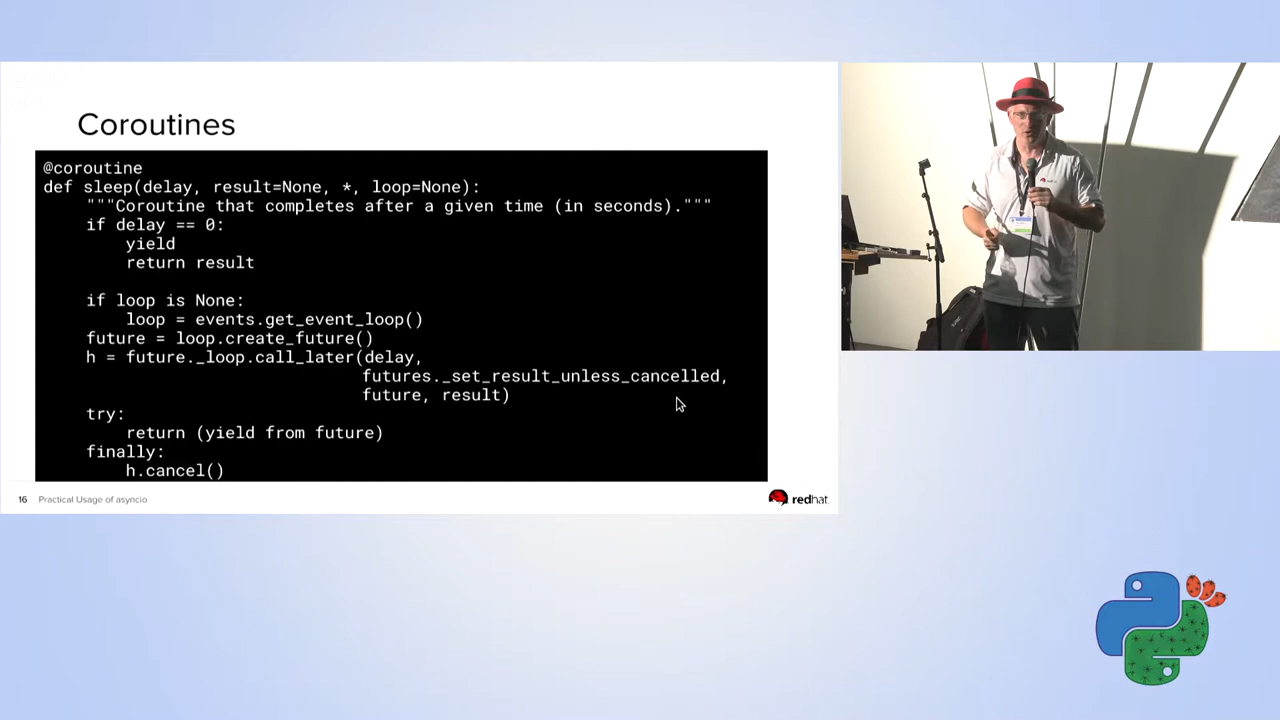 Coroutines
@coroutine
def sleep(delay, result=None, *, loop=None):
    """Coroutine that completes after a given time (in seconds)."""
    if delay == 0:
        yield
        return result
    if loop is None:
        loop = events.get_event_loop()
    future = loop.create_future()
    h = future._loop.call_later(delay,
                                futures._set_result_unless_cancelled,
                                future, result)
    try:
        return (yield from future)
    finally:
        h.cancel()
16 Practical Usage of asyncio
redhat.